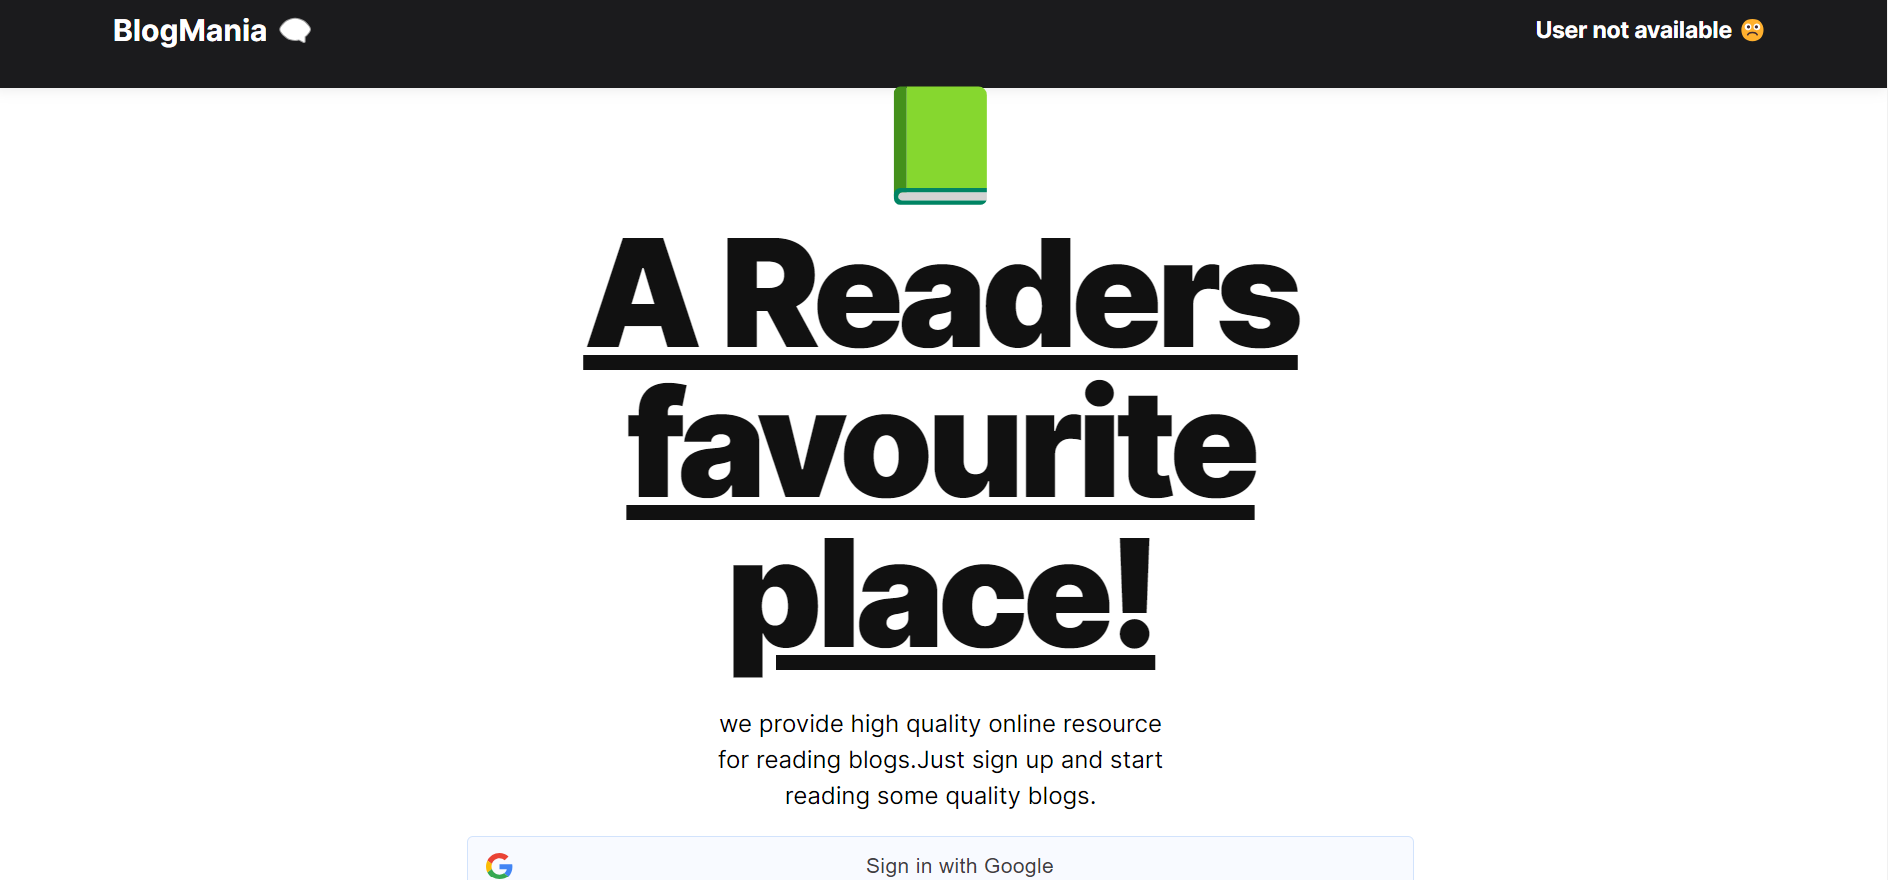 BlogMania 🗨️
User not available 🙁
A Readers
favourite
place!
we provide high quality online resource
for reading blogs.Just sign up and start
reading some quality blogs.
Sign in with Google